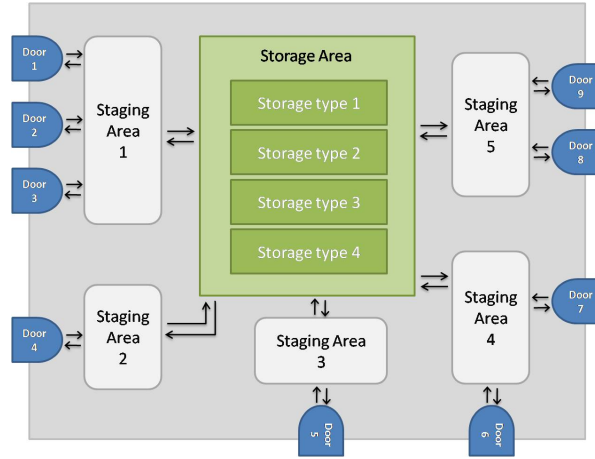 Door
1
Door
2
Door
3
Staging
Area
1
Storage Area
Storage type 1
Storage type 2
Storage type 3
Storage type 4
Staging
Area
5
Door
9
Door
8
Door
4
Staging
Area
2
Staging Area
3
Staging
Area
4
Door
7
Door
5
Door
6